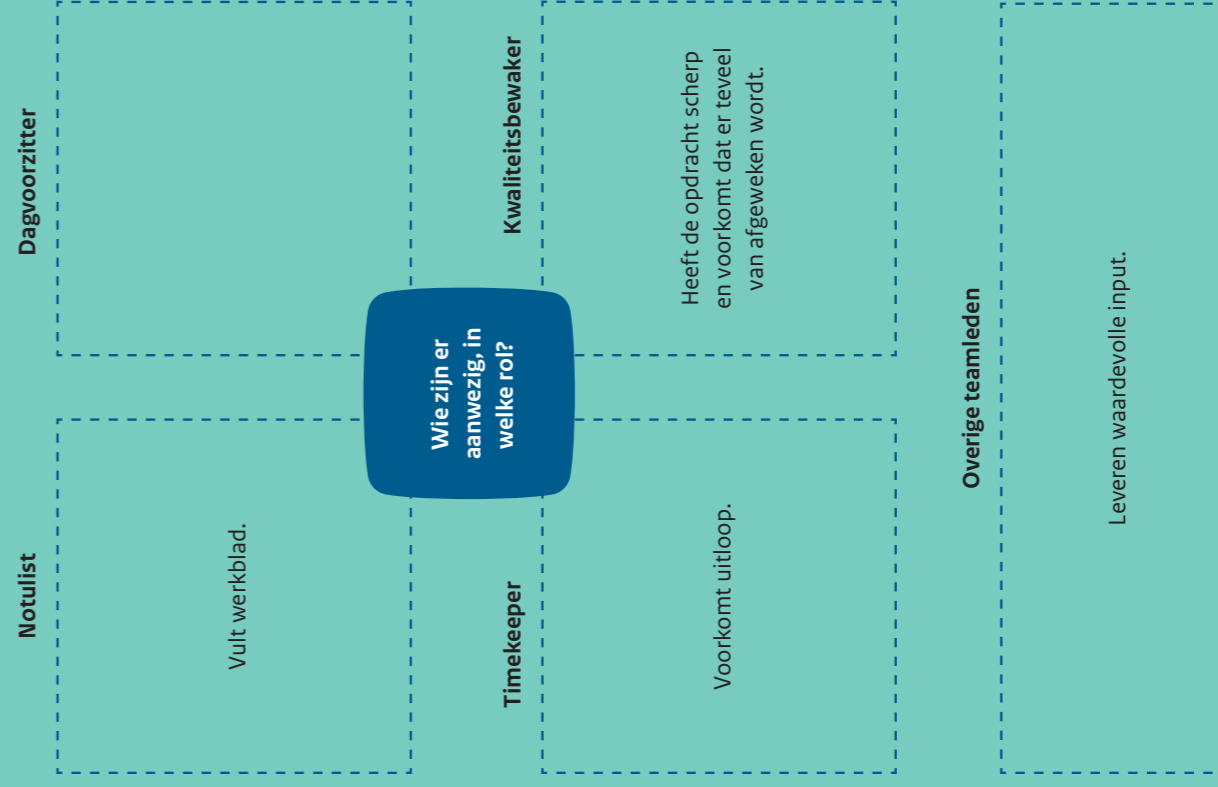 Notulist
Dagvoorzitter
Vult werkblad.
Wie zijn er
aanwezig, in
welke rol?
Timekeeper
Kwaliteitsbewaker
Voorkomt uitloop.
Heeft de opdracht scherp
en voorkomt dat er teveel
van afgeweken wordt.
Overige teamleden
Leveren waardevolle input.